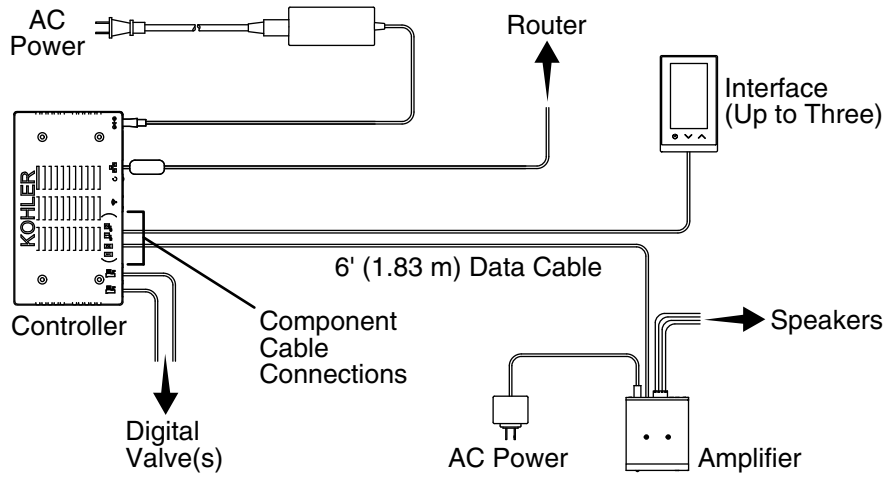 AC
Power
Router
Interface
(Up to Three)
KOHLER
6' (1.83 m) Data Cable
Controller
Component
Cable
Connections
Speakers
Digital
Valve(s)
AC Power
Amplifier